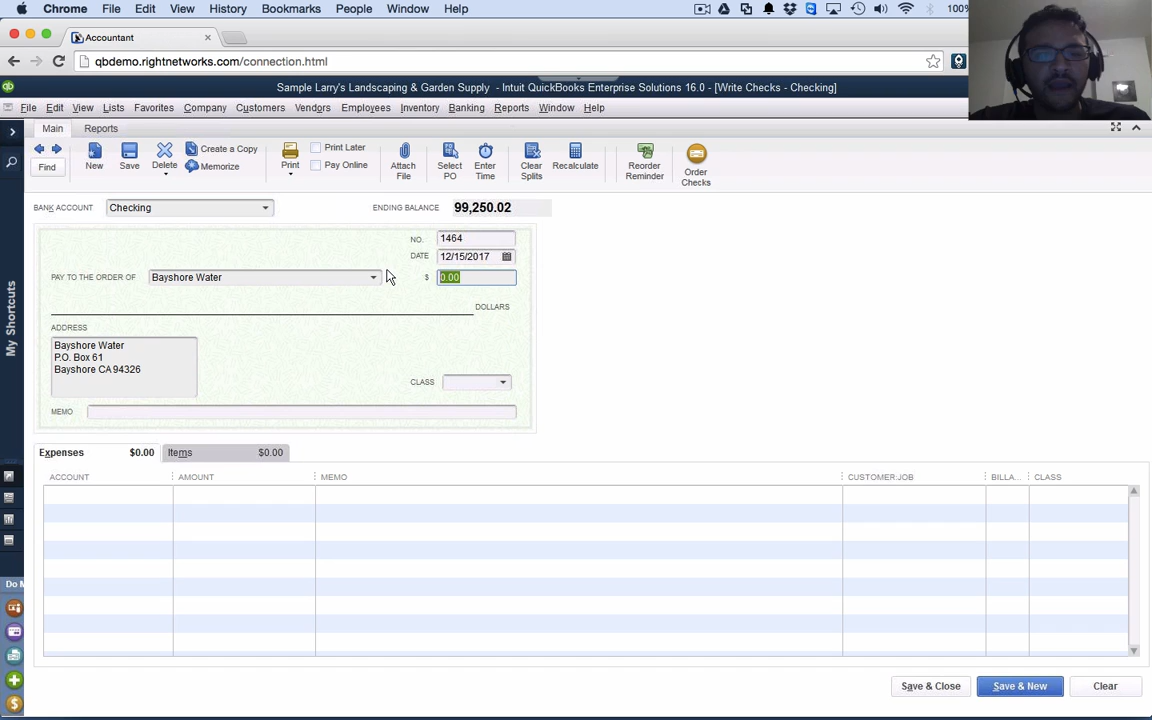 Chrome File Edit View History Bookmarks People Window Help 100%
Accountant
qbdemo.rightnetworks.com/connection.html
qb Sample Larry's Landscaping & Garden Supply - Intuit QuickBooks Enterprise Solutions 16.0 - [Write Checks - Checking]
File Edit View Lists Favorites Company Customers Vendors Employees Inventory Banking Reports Window Help
Main Reports
Find New Save Delete Create a Copy Memorize Print Print Later Pay Online Attach File Select PO Enter Time Clear Splits Recalculate Reorder Reminder Order Checks
BANK ACCOUNT Checking ENDING BALANCE 99,250.02
NO. 1464
DATE 12/15/2017
PAY TO THE ORDER OF Bayshore Water $ 0.00
DOLLARS
ADDRESS
Bayshore Water
P.O. Box 61
Bayshore CA 94326
CLASS
MEMO
My Shortcuts
Expenses $0.00 Items $0.00
ACCOUNT AMOUNT MEMO CUSTOMER:JOB BILLA... CLASS
Do M
Save & Close Save & New Clear